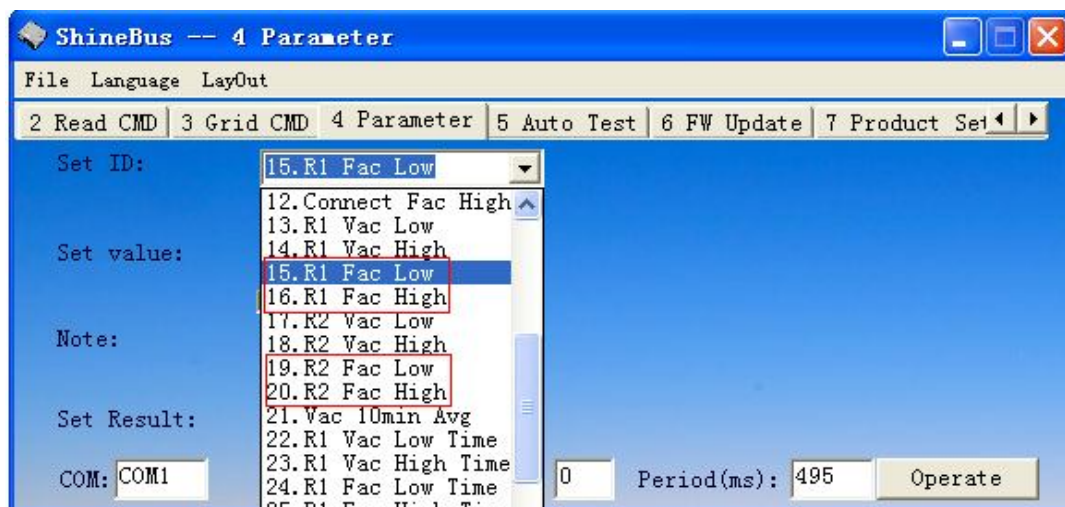 ShineBus -- 4 Parameter
File Language LayOut
2 Read CMD 3 Grid CMD 4 Parameter 5 Auto Test 6 FW Update 7 Product Set
Set ID:
15.R1 Fac Low
12.Connect Fac High
13.R1 Vac Low
Set value:
14.R1 Vac High
15.R1 Fac Low
16.R1 Fac High
17.R2 Vac Low
Note:
18.R2 Vac High
19.R2 Fac Low
20.R2 Fac High
Set Result:
21.Vac 10min Avg
22.R1 Vac Low Time
23.R1 Vac High Time
COM: COM1
0 Period(ms): 495 Operate
24.R1 Fac Low Time